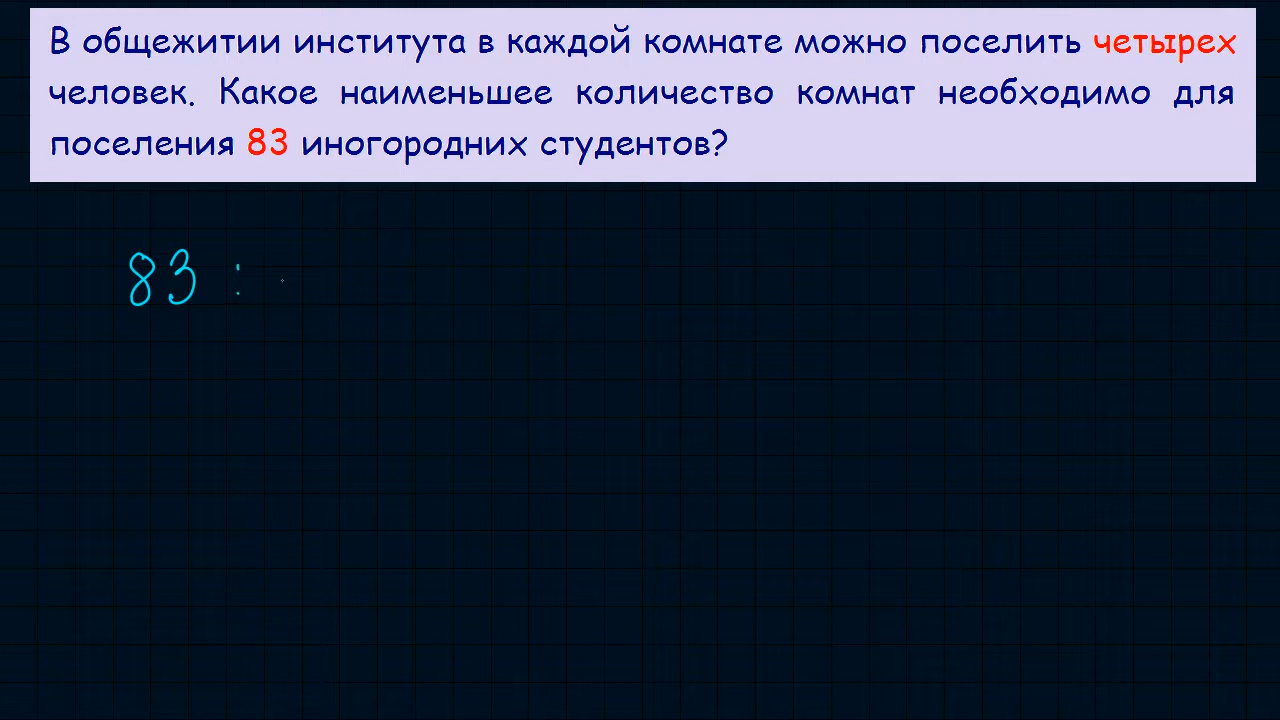 В общежитии института в каждой комнате можно поселить четырех
человек. Какое наименьшее количество комнат необходимо для
поселения 83 иногородних студентов?
83 :